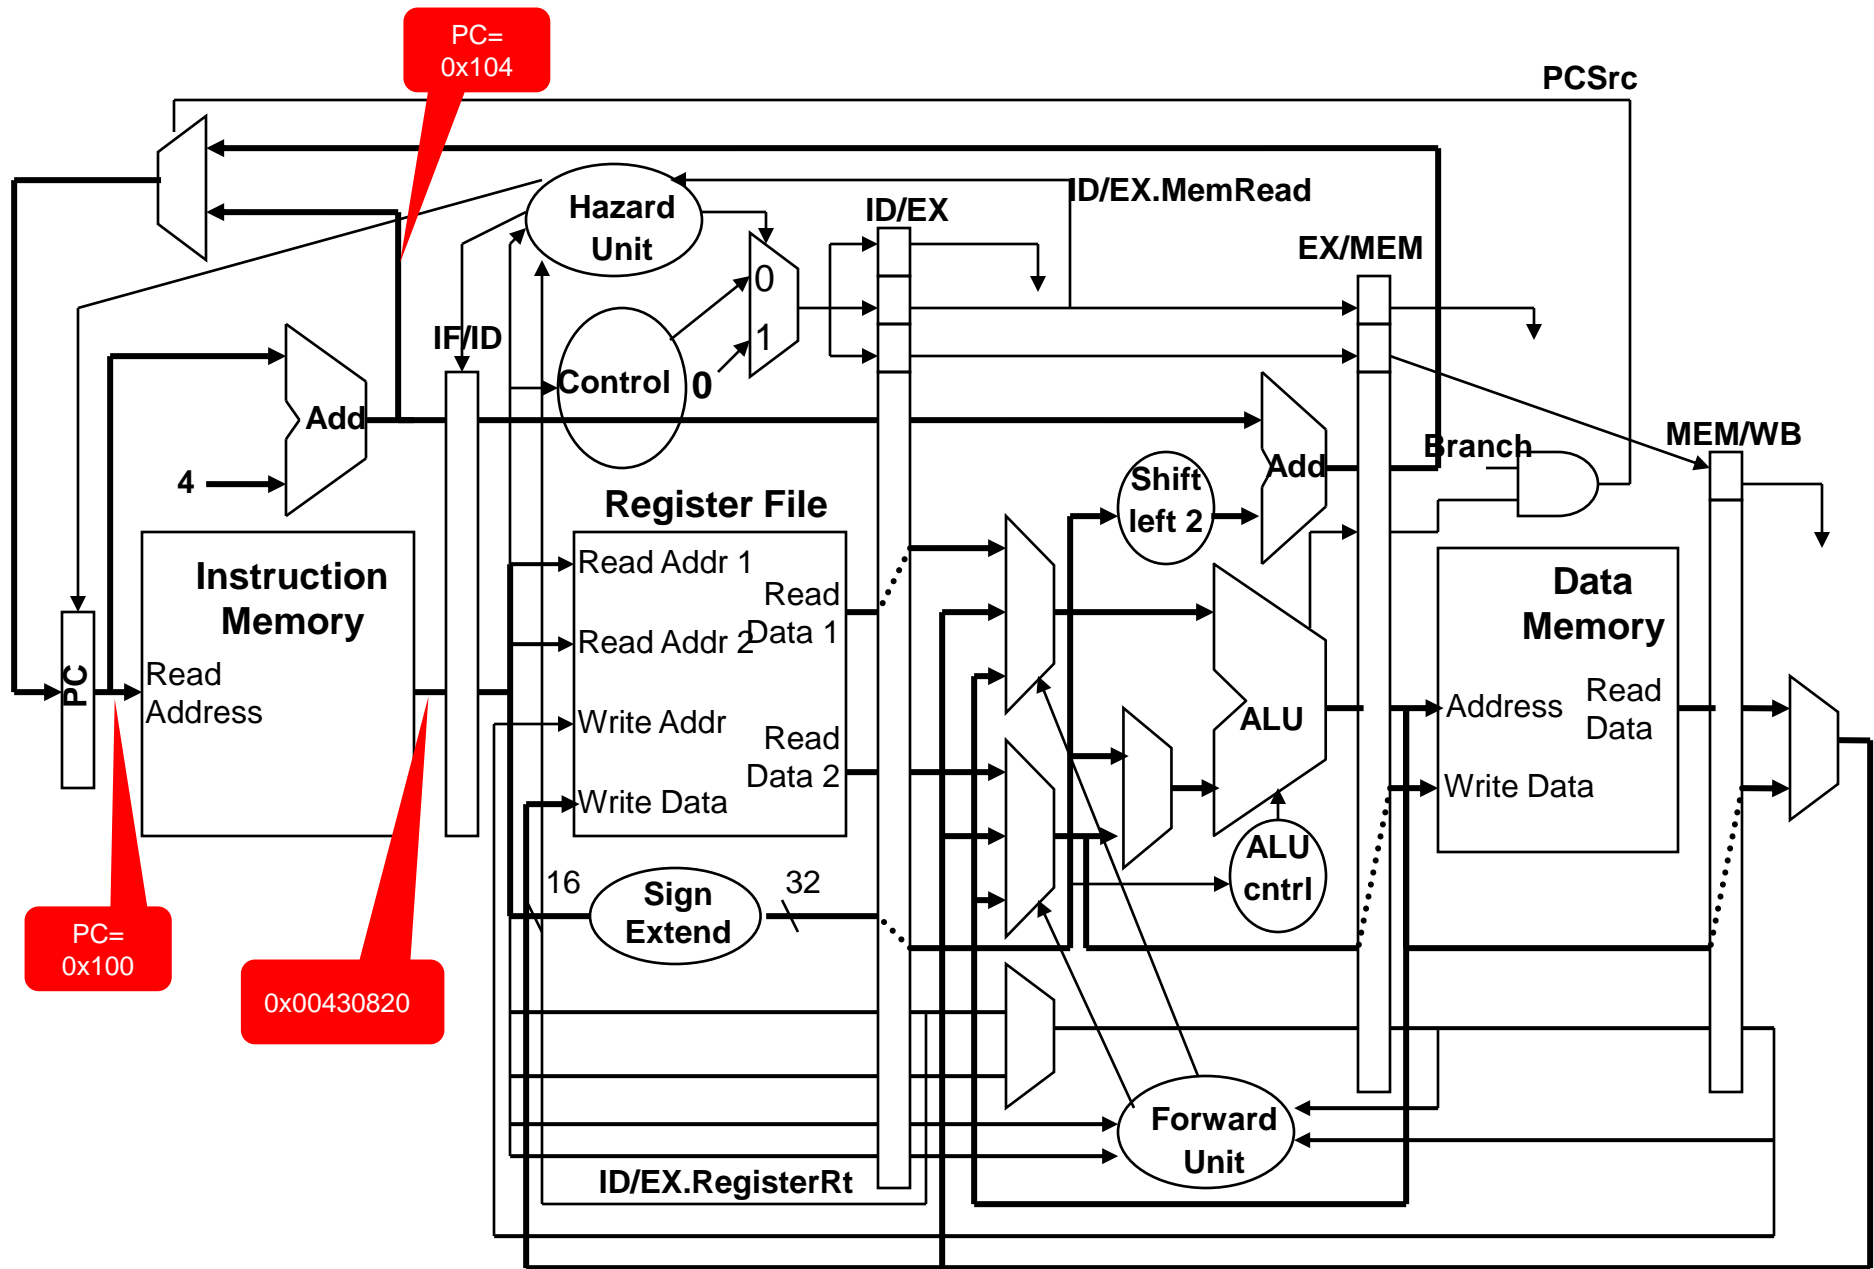 PC=
0x104
PCSrc
ID/EX.MemRead
Hazard
Unit
ID/EX
EX/MEM
0
1
IF/ID
Control
0
Add
4
Branch
MEM/WB
Shift
left 2
Add
Register File
Instruction
Memory
Read
Address
PC
Read Addr 1
Read
Data 1
Read Addr 2
Write Addr
Read
Data 2
Write Data
ALU
Data
Memory
Address
Read
Data
Write Data
ALU
cntrl
16
Sign
Extend
32
PC=
0x100
0x00430820
Forward
Unit
ID/EX.RegisterRt